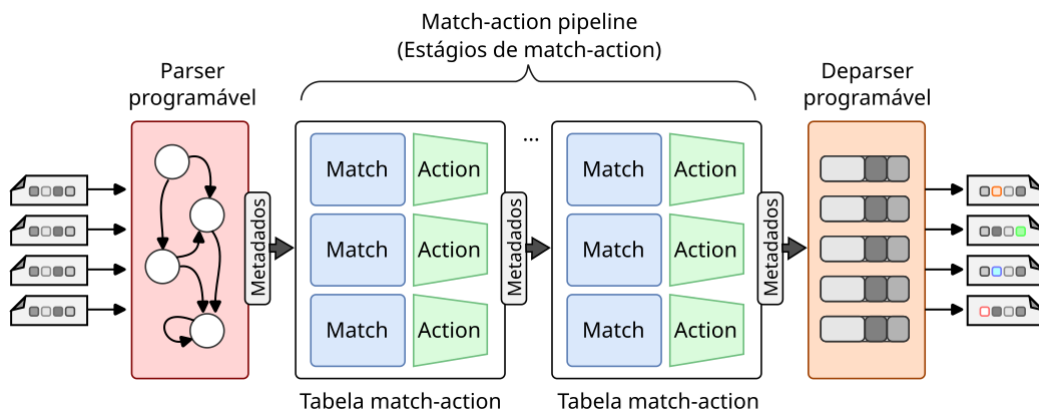 Match-action pipeline
(Estágios de match-action)
Parser
programável
Deparser
programável
...
Match
Action
Match
Action
Match
Action
Match
Action
Match
Action
Match
Action
Metadados
Metadados
Metadados
Tabela match-action
Tabela match-action